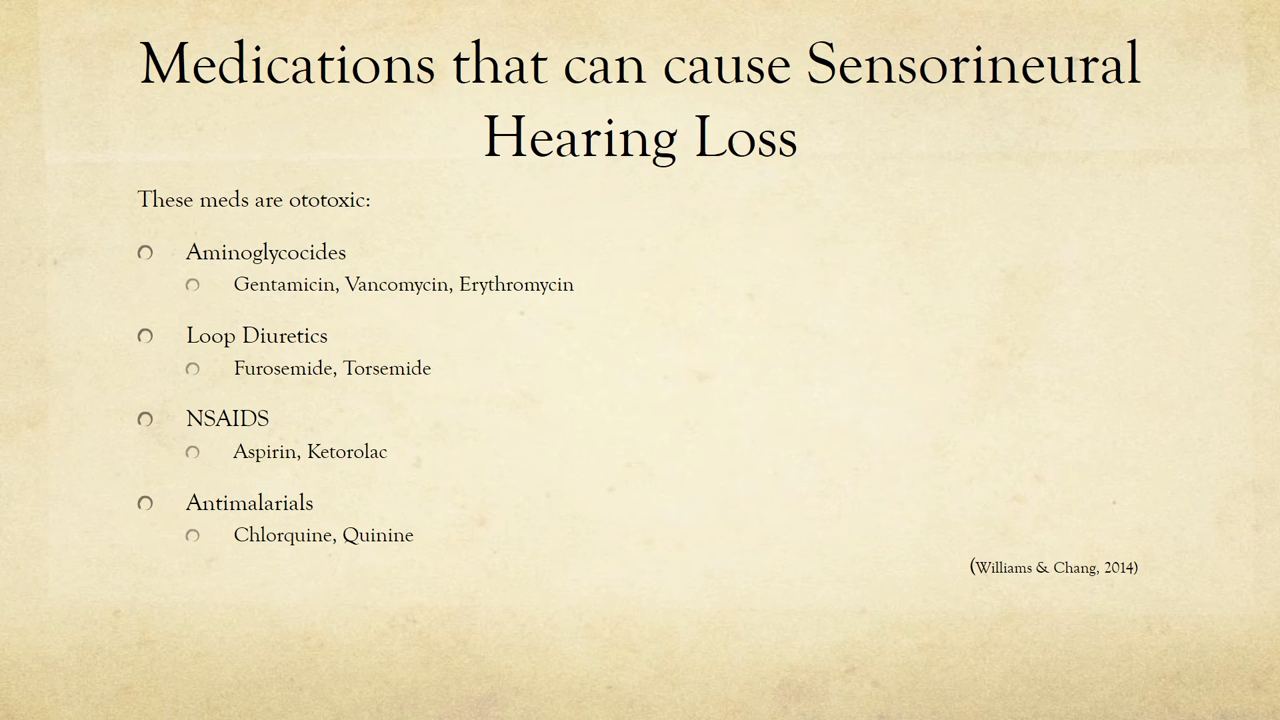 Medications that can cause Sensorineural
Hearing Loss
These meds are ototoxic:
Aminoglycocides
Gentamicin, Vancomycin, Erythromycin
Loop Diuretics
Furosemide, Torsemide
NSAIDS
Aspirin, Ketorolac
Antimalarials
Chlorquine, Quinine
(Williams & Chang, 2014)